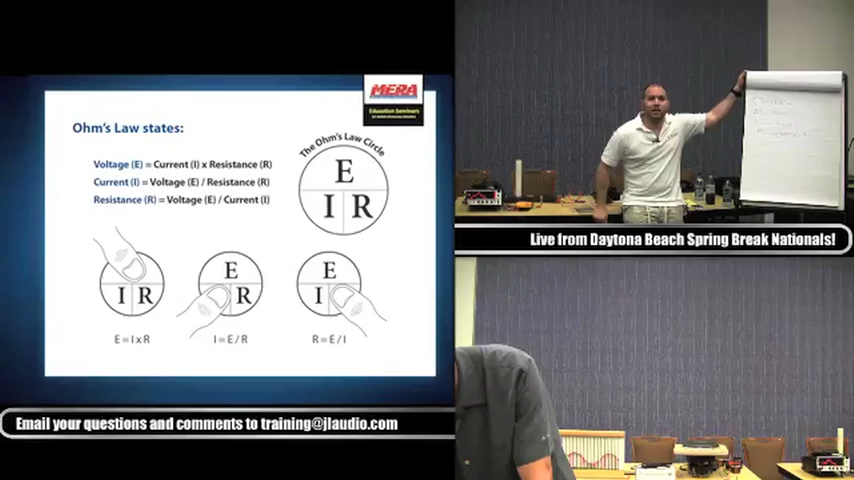 MERA
Education Seminars
Ohm's Law states:
The Ohm's Law Circle
Voltage (E) = Current (I) x Resistance (R)
Current (I) = Voltage (E) / Resistance (R)
Resistance (R) = Voltage (E) / Current (I)
E
I R
I R
E
R
E
I
E = I x R
I = E / R
R = E / I
Email your questions and comments to training@jlaudio.com
Live from Daytona Beach Spring Break Nationals!